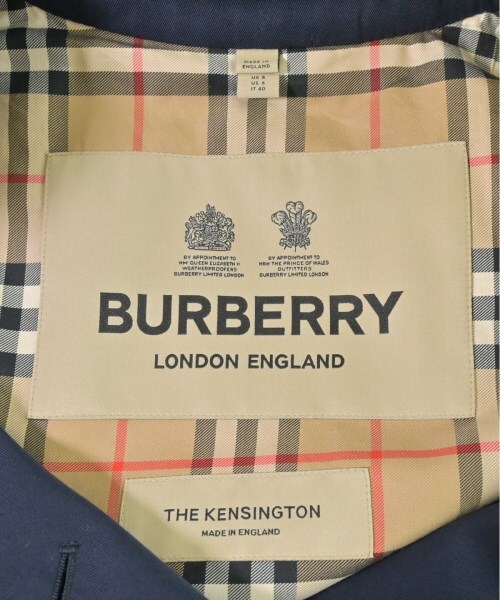 MADE IN
ENGLAND
UK 8
US 6
IT 40
BY APPOINTMENT TO
HM QUEEN ELIZABETH II
WEATHERPROOFERS
BURBERRY LIMITED LONDON
BY APPOINTMENT TO
HRH THE PRINCE OF WALES
OUTFITTERS
BURBERRY LIMITED LONDON
BURBERRY
LONDON ENGLAND
THE KENSINGTON
MADE IN ENGLAND